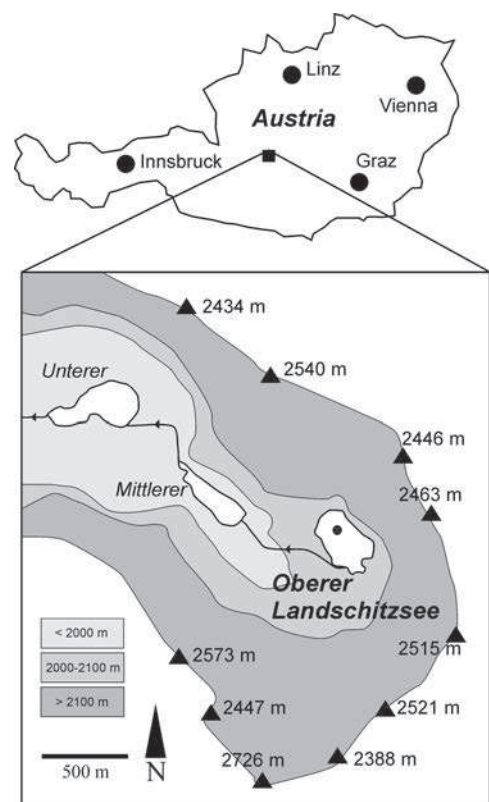 Linz
Vienna
Austria
Innsbruck
Graz
2434 m
2540 m
Unterer
2446 m
2463 m
Mittlerer
Oberer
Landschitzsee
< 2000 m
2000-2100 m
> 2100 m
2573 m
2515 m
2447 m
2521 m
2726 m
2388 m
500 m
N